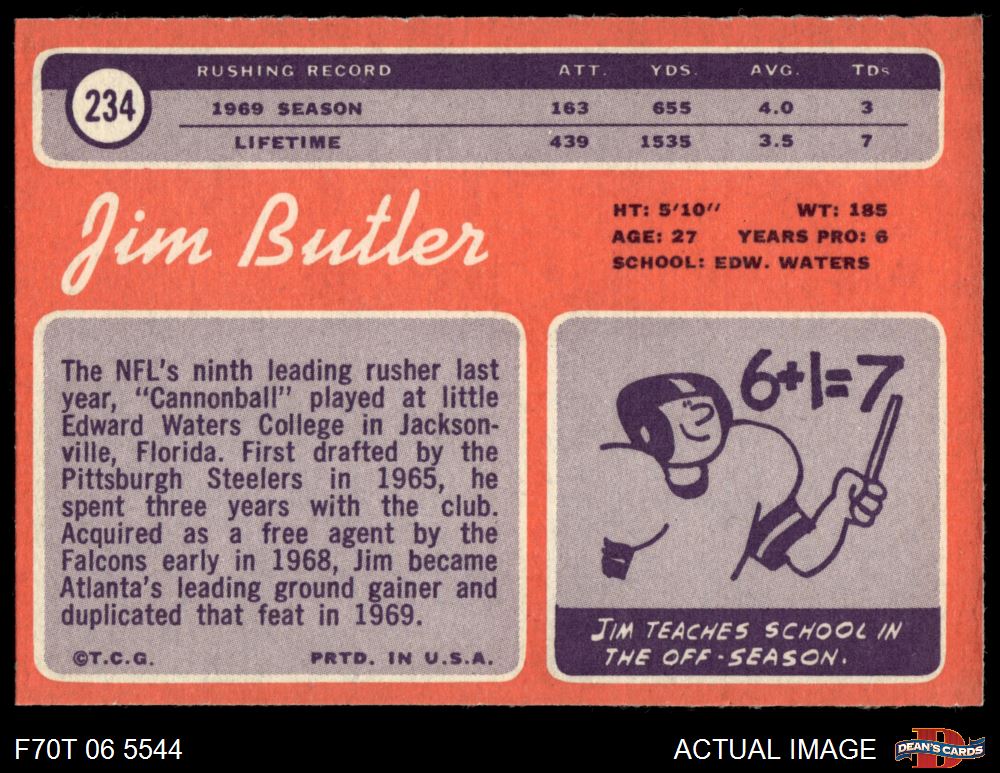 234
RUSHING RECORD ATT. YDS. AVG. TDs
1969 SEASON 163 655 4.0 3
LIFETIME 439 1535 3.5 7
Jim Butler
HT: 5'10" WT: 185
AGE: 27 YEARS PRO: 6
SCHOOL: EDW. WATERS
The NFL's ninth leading rusher last
year, "Cannonball" played at little
Edward Waters College in Jackson-
ville, Florida. First drafted by the
Pittsburgh Steelers in 1965, he
spent three years with the club.
Acquired as a free agent by the
Falcons early in 1968, Jim became
Atlanta's leading ground gainer and
duplicated that feat in 1969.
©T.C.G. PRTD. IN U.S.A.
6+1=7
JIM TEACHES SCHOOL IN
THE OFF-SEASON.
F70T 06 5544
ACTUAL IMAGE
D
DEAN'S CARDS